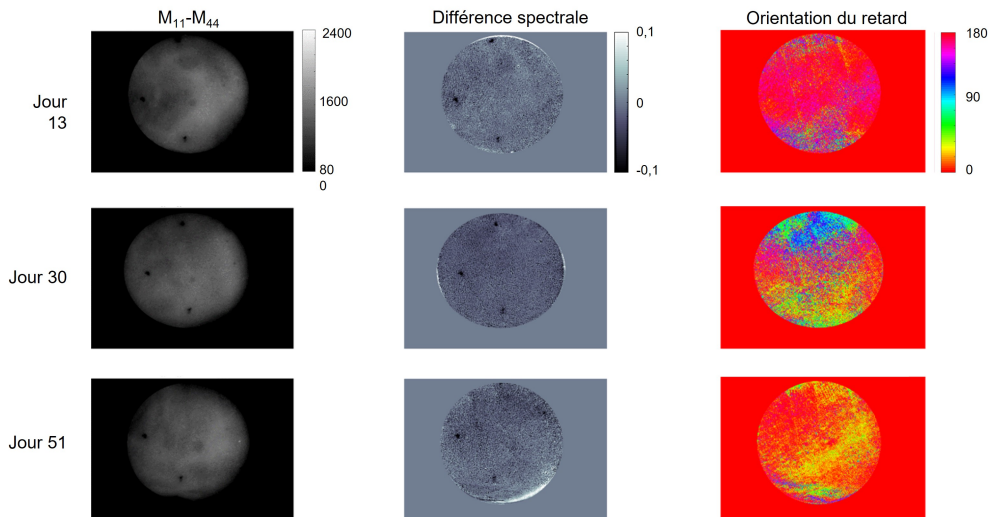 M₁₁-M₄₄
Différence spectrale
Orientation du retard
Jour
13
2400
1600
80
0
0,1
0
-0,1
180
90
0
Jour 30
Jour 51